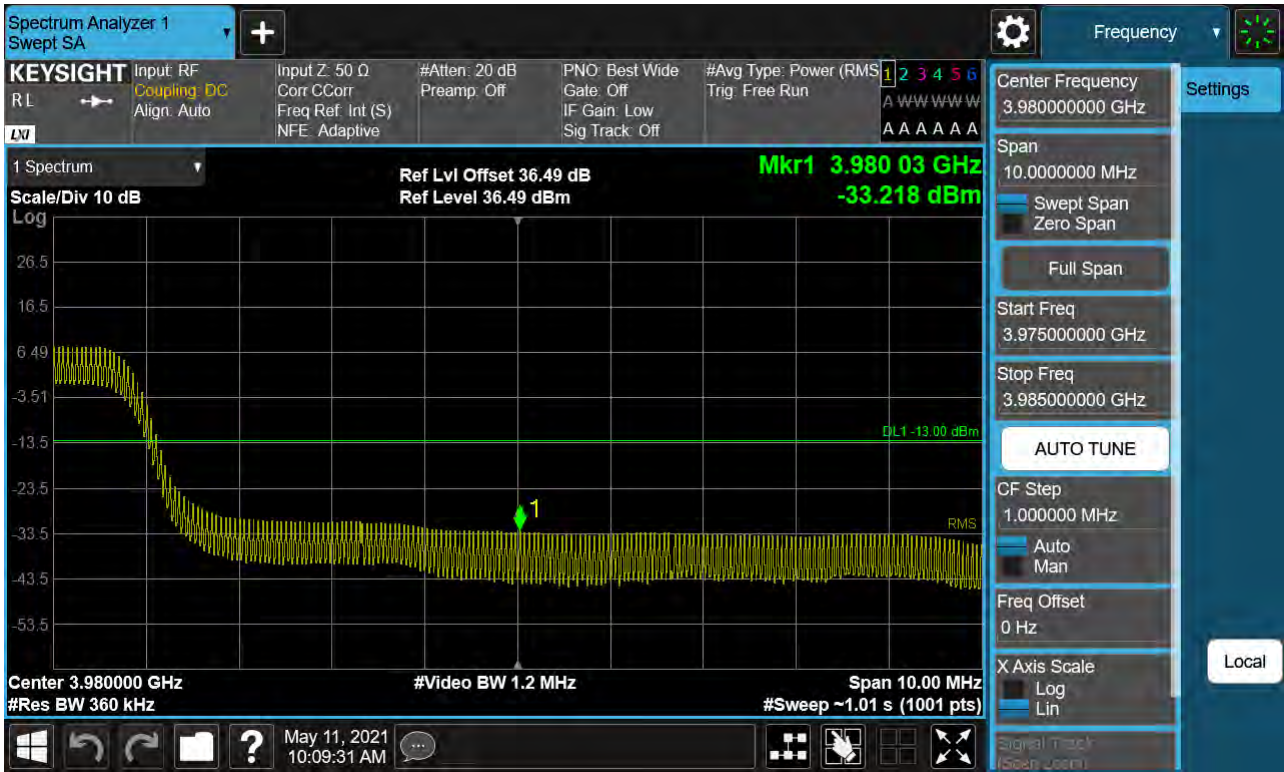 Spectrum Analyzer 1
Swept SA
Frequency
KEYSIGHT
RL
LXI
Input: RF
Coupling: DC
Align: Auto
Input Z: 50 Ω
Corr CCorr
Freq Ref: Int (S)
NFE: Adaptive
#Atten: 20 dB
Preamp: Off
PNO: Best Wide
Gate: Off
IF Gain: Low
Sig Track: Off
#Avg Type: Power (RMS
Trig: Free Run
1 2 3 4 5 6
A W W W W W
A A A A A A
1 Spectrum
Scale/Div 10 dB
Log
Ref Lvl Offset 36.49 dB
Ref Level 36.49 dBm
Mkr1 3.980 03 GHz
-33.218 dBm
26.5
16.5
6.49
-3.51
-13.5
-23.5
-33.5
-43.5
-53.5
DL1 -13.00 dBm
1
RMS
Center 3.980000 GHz
#Res BW 360 kHz
#Video BW 1.2 MHz
Span 10.00 MHz
#Sweep ~1.01 s (1001 pts)
Center Frequency
3.980000000 GHz
Span
10.0000000 MHz
Swept Span
Zero Span
Full Span
Start Freq
3.975000000 GHz
Stop Freq
3.985000000 GHz
AUTO TUNE
CF Step
1.000000 MHz
Auto
Man
Freq Offset
0 Hz
X Axis Scale
Log
Lin
Signal Track
(Span Zoom)
Settings
Local
?
May 11, 2021
10:09:31 AM